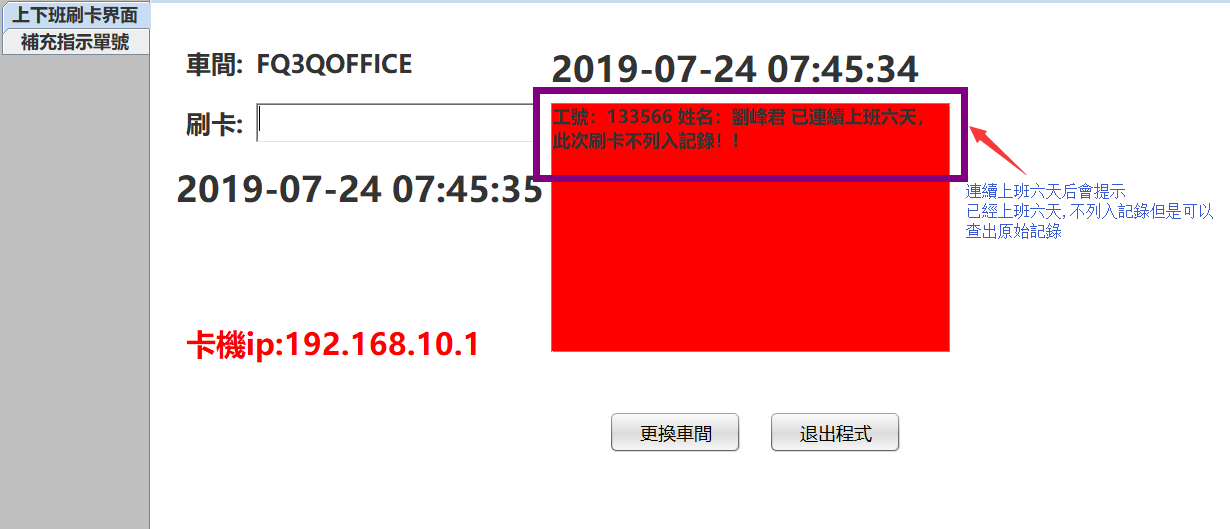 上下班刷卡界面
補充指示單號
車間: FQ3QOFFICE
2019-07-24 07:45:34
刷卡:
工號：133566 姓名：劉峰君 已連續上班六天，
此次刷卡不列入記錄！！
2019-07-24 07:45:35
連續上班六天后會提示
已經上班六天,不列入記錄但是可以
查出原始記錄
卡機ip:192.168.10.1
更換車間
退出程式